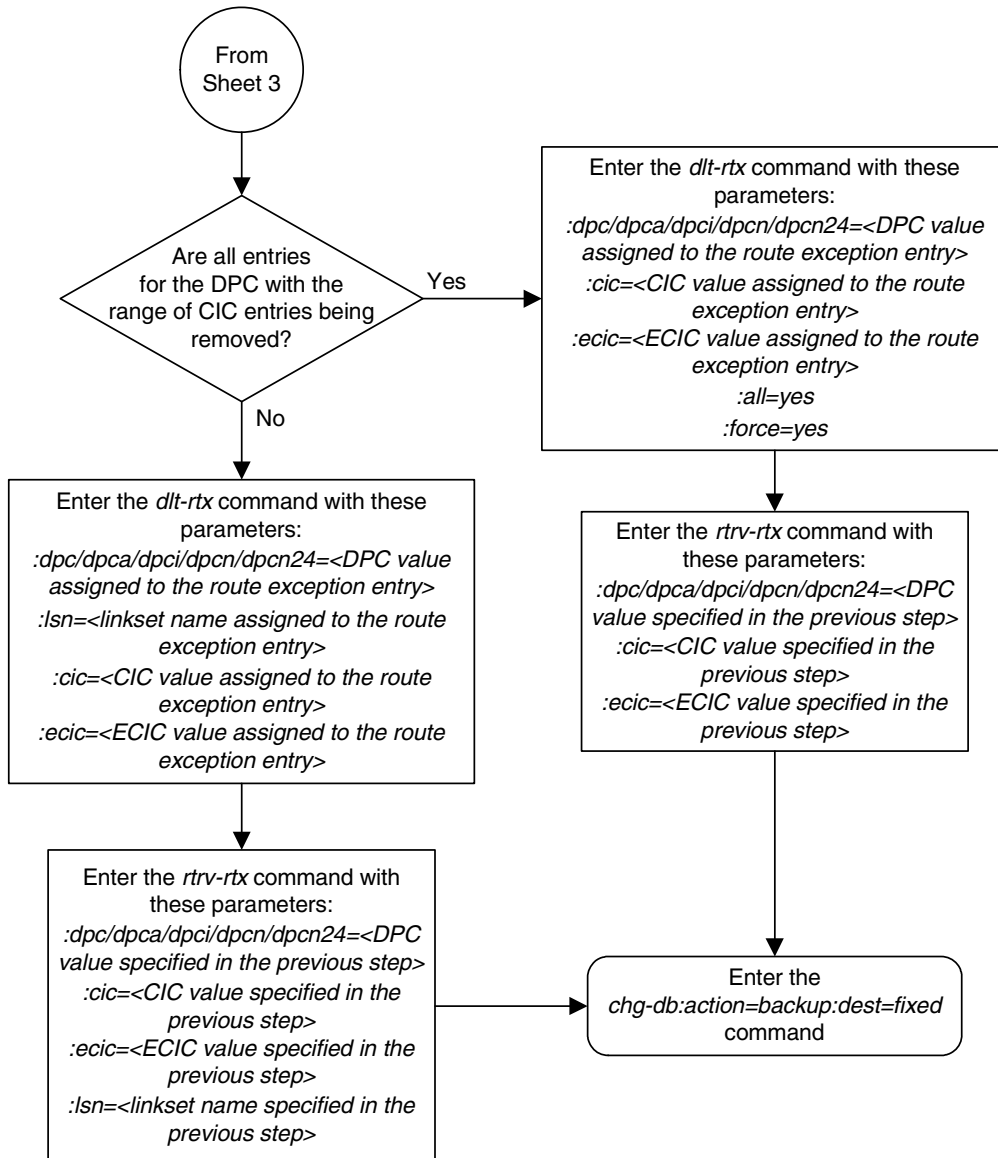 From
Sheet 3
Are all entries
for the DPC with the
range of CIC entries being
removed?
Yes
No
Enter the dlt-rtx command with these
parameters:
:dpc/dpca/dpci/dpcn/dpcn24=<DPC value
assigned to the route exception entry>
:cic=<CIC value assigned to the route
exception entry>
:ecic=<ECIC value assigned to the route
exception entry>
:all=yes
:force=yes
Enter the dlt-rtx command with these
parameters:
:dpc/dpca/dpci/dpcn/dpcn24=<DPC value
assigned to the route exception entry>
:lsn=<linkset name assigned to the route
exception entry>
:cic=<CIC value assigned to the route
exception entry>
:ecic=<ECIC value assigned to the route
exception entry>
Enter the rtrv-rtx command with
these parameters:
:dpc/dpca/dpci/dpcn/dpcn24=<DPC
value specified in the previous step>
:cic=<CIC value specified in the
previous step>
:ecic=<ECIC value specified in the
previous step>
Enter the rtrv-rtx command with
these parameters:
:dpc/dpca/dpci/dpcn/dpcn24=<DPC
value specified in the previous step>
:cic=<CIC value specified in the
previous step>
:ecic=<ECIC value specified in the
previous step>
:lsn=<linkset name specified in the
previous step>
Enter the
chg-db:action=backup:dest=fixed
command